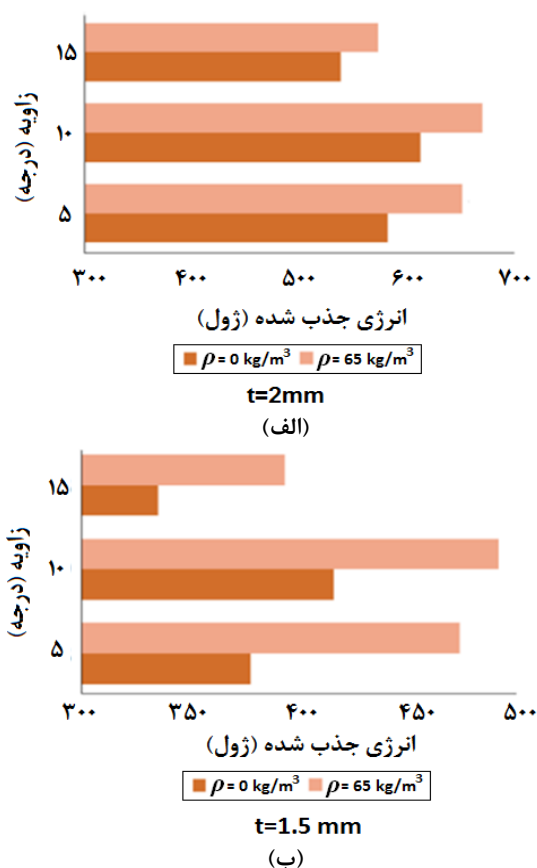 ۱۵
۱۰
۵
زاویه (درجه)
۳۰۰ ۴۰۰ ۵۰۰ ۶۰۰ ۷۰۰
انرژی جذب شده (ژول)
ρ = 0 kg/m³ ρ = 65 kg/m³
t=2mm
(الف)
۱۵
۱۰
۵
زاویه (درجه)
۳۰۰ ۳۵۰ ۴۰۰ ۴۵۰ ۵۰۰
انرژی جذب شده (ژول)
ρ = 0 kg/m³ ρ = 65 kg/m³
t=1.5 mm
(ب)